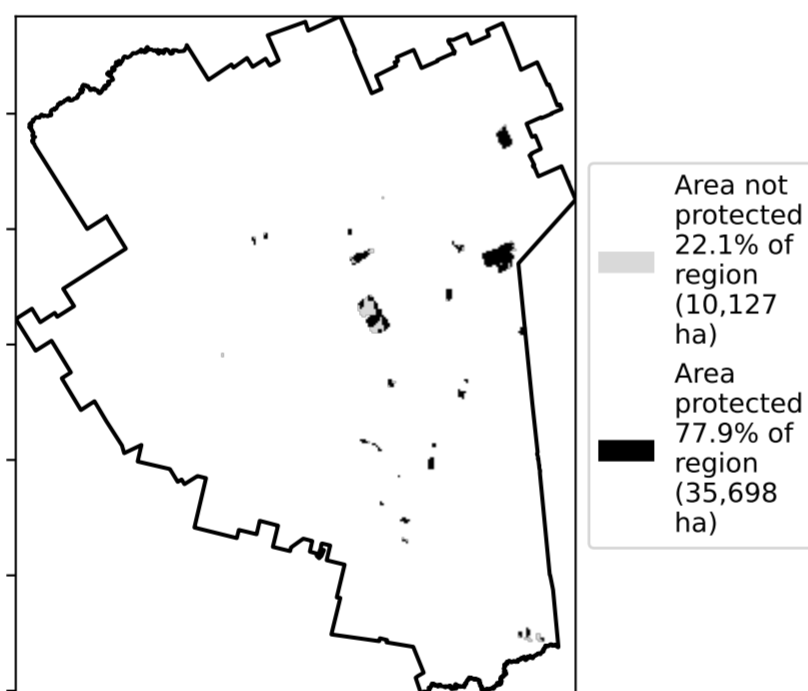 Area not
protected
22.1% of
region
(10,127
ha)
Area
protected
77.9% of
region
(35,698
ha)